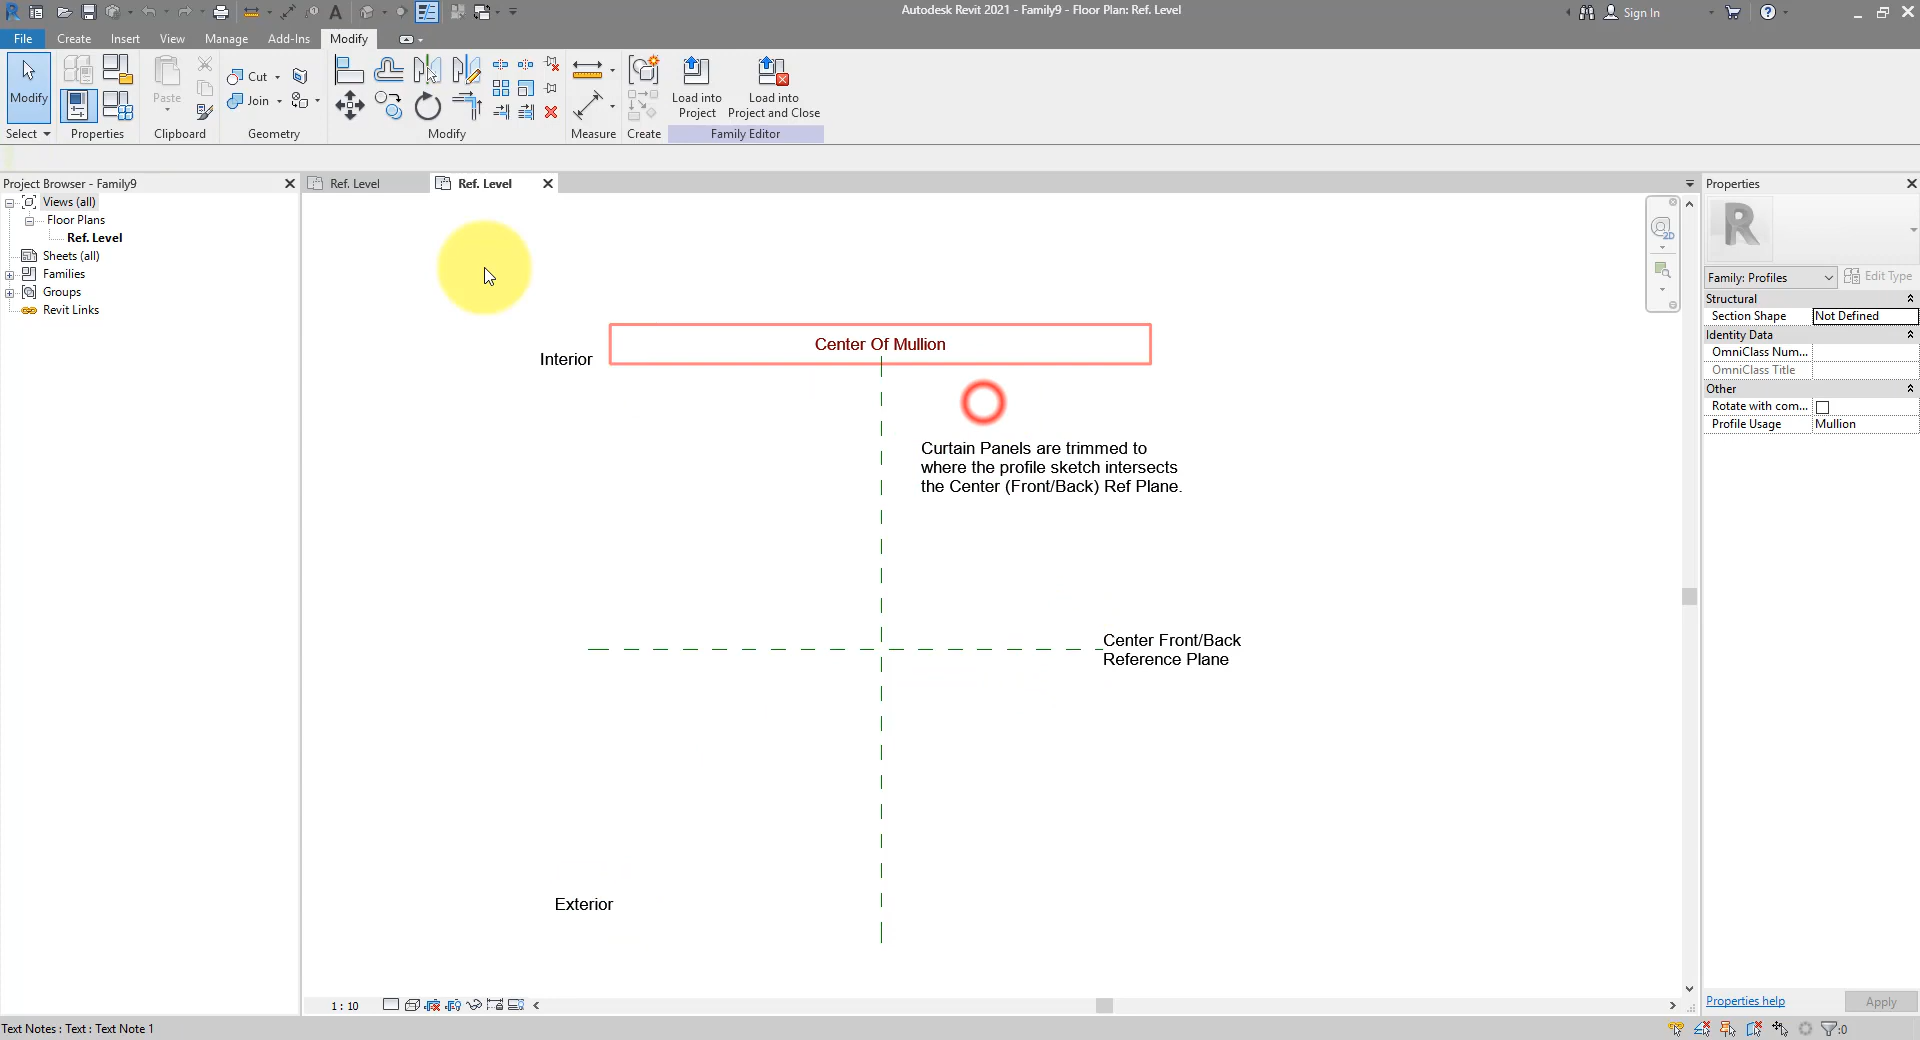 Autodesk Revit 2021 - Family9 - Floor Plan: Ref. Level
Sign In
File
Create
Insert
View
Manage
Add-Ins
Modify
Modify
Paste
Cut
Join
Load into
Project
Load into
Project and Close
Select
Properties
Clipboard
Geometry
Modify
Measure
Create
Family Editor
Project Browser - Family9
Views (all)
Floor Plans
Ref. Level
Sheets (all)
Families
Groups
Revit Links
Ref. Level
Ref. Level
2D
Center Of Mullion
Interior
Curtain Panels are trimmed to
where the profile sketch intersects
the Center (Front/Back) Ref Plane.
Center Front/Back
Reference Plane
Exterior
Properties
R
Family: Profiles
Edit Type
Structural
Section Shape
Not Defined
Identity Data
OmniClass Num...
OmniClass Title
Other
Rotate with com...
Profile Usage
Mullion
Properties help
Apply
1 : 10
Text Notes : Text : Text Note 1
:0